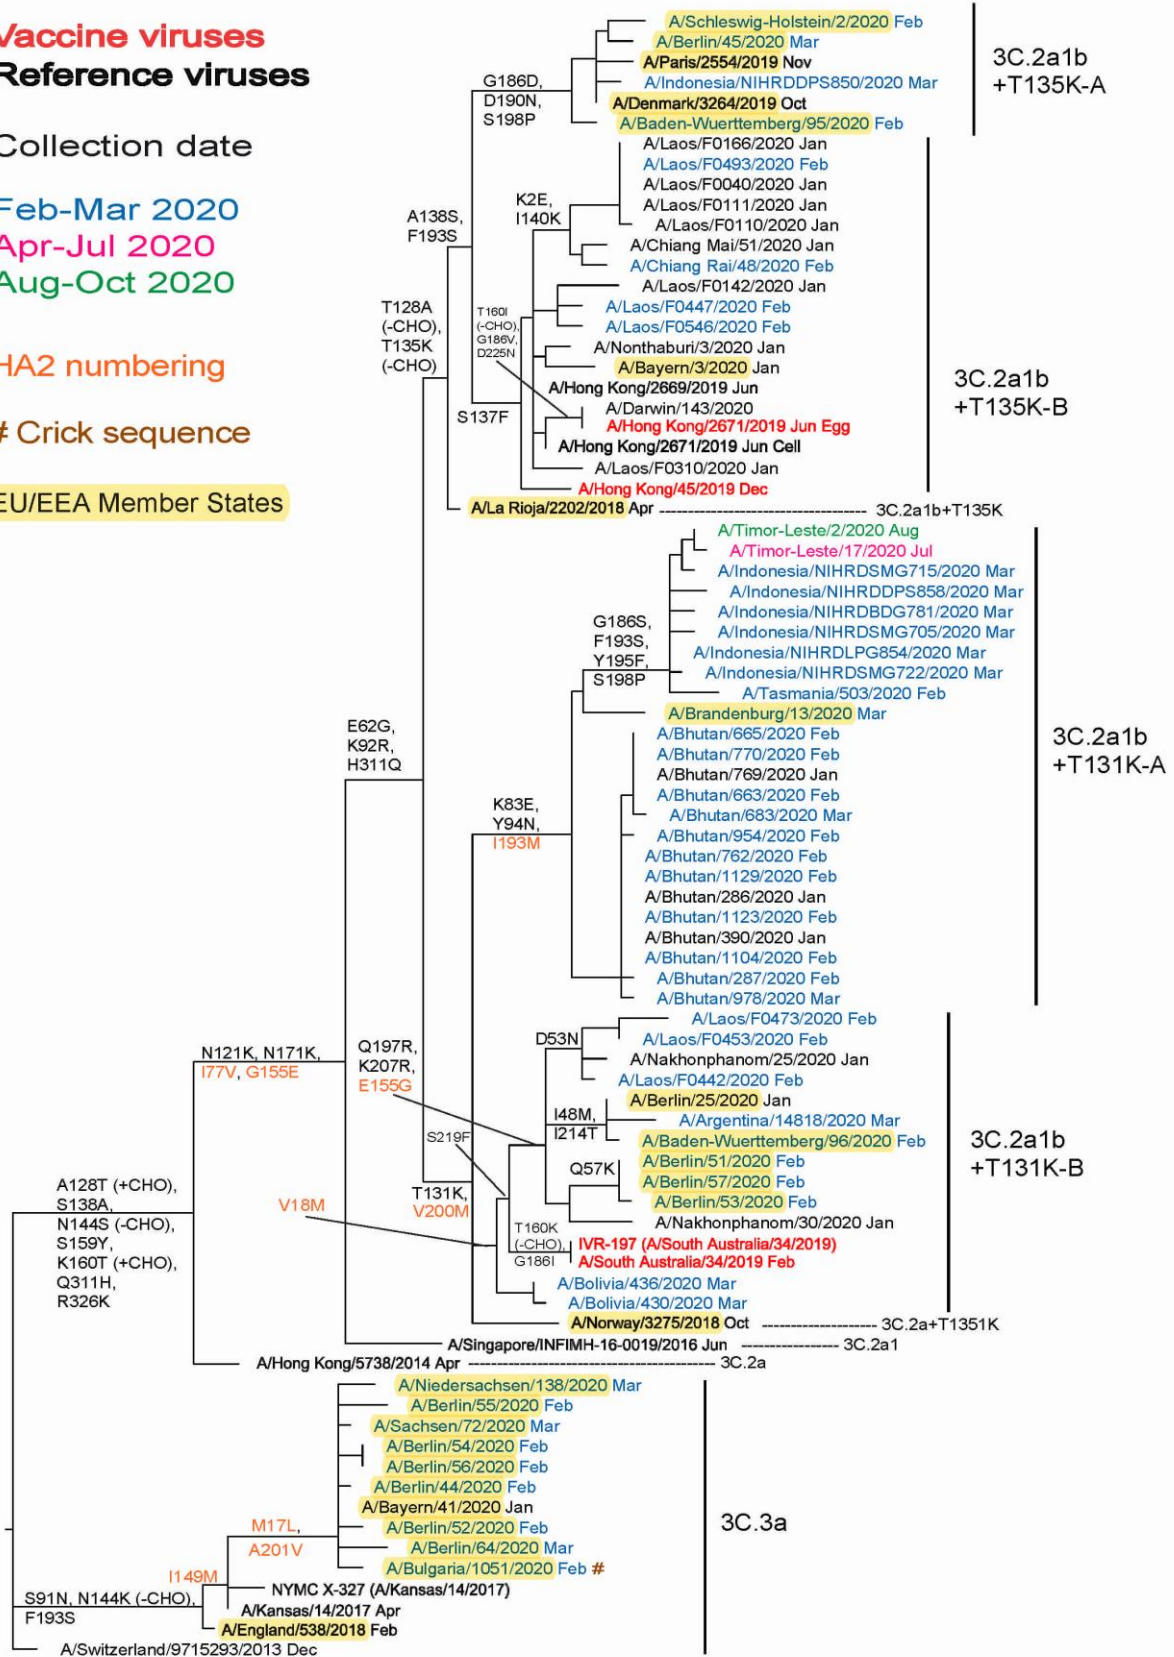 Vaccine viruses
Reference viruses
Collection date
Feb-Mar 2020
Apr-Jul 2020
Aug-Oct 2020
HA2 numbering
# Crick sequence
EU/EEA Member States
A/Schleswig-Holstein/2/2020 Feb
A/Berlin/45/2020 Mar
A/Paris/2554/2019 Nov
A/Indonesia/NIHRDDPS850/2020 Mar
A/Denmark/3264/2019 Oct
A/Baden-Wuerttemberg/95/2020 Feb
3C.2a1b
+T135K-A
G186D,
D190N,
S198P
A/Laos/F0166/2020 Jan
A/Laos/F0493/2020 Feb
A/Laos/F0040/2020 Jan
A/Laos/F0111/2020 Jan
A/Laos/F0110/2020 Jan
A/Chiang Mai/51/2020 Jan
A/Chiang Rai/48/2020 Feb
A/Laos/F0142/2020 Jan
A/Laos/F0447/2020 Feb
A/Laos/F0546/2020 Feb
A/Nonthaburi/3/2020 Jan
A/Bayern/3/2020 Jan
A/Hong Kong/2669/2019 Jun
A/Darwin/143/2020
A/Hong Kong/2671/2019 Jun Egg
A/Hong Kong/2671/2019 Jun Cell
A/Laos/F0310/2020 Jan
A/Hong Kong/45/2019 Dec
A/La Rioja/2202/2018 Apr
3C.2a1b+T135K
3C.2a1b
+T135K-B
K2E,
I140K
A138S,
F193S
T128A
(-CHO),
T135K
(-CHO)
T160I
(-CHO),
G186V,
D225N
S137F
A/Timor-Leste/2/2020 Aug
A/Timor-Leste/17/2020 Jul
A/Indonesia/NIHRDSMG715/2020 Mar
A/Indonesia/NIHRDDPS858/2020 Mar
A/Indonesia/NIHRDBDG781/2020 Mar
A/Indonesia/NIHRDSMG705/2020 Mar
A/Indonesia/NIHRDLPG854/2020 Mar
A/Indonesia/NIHRDSMG722/2020 Mar
A/Tasmania/503/2020 Feb
A/Brandenburg/13/2020 Mar
A/Bhutan/665/2020 Feb
A/Bhutan/770/2020 Feb
A/Bhutan/769/2020 Jan
A/Bhutan/663/2020 Feb
A/Bhutan/683/2020 Mar
A/Bhutan/954/2020 Feb
A/Bhutan/762/2020 Feb
A/Bhutan/1129/2020 Feb
A/Bhutan/286/2020 Jan
A/Bhutan/1123/2020 Feb
A/Bhutan/390/2020 Jan
A/Bhutan/1104/2020 Feb
A/Bhutan/287/2020 Feb
A/Bhutan/978/2020 Mar
3C.2a1b
+T131K-A
G186S,
F193S,
Y195F,
S198P
E62G,
K92R,
H311Q
K83E,
Y94N,
I193M
A/Laos/F0473/2020 Feb
A/Laos/F0453/2020 Feb
A/Nakhonphanom/25/2020 Jan
A/Laos/F0442/2020 Feb
A/Berlin/25/2020 Jan
A/Argentina/14818/2020 Mar
A/Baden-Wuerttemberg/96/2020 Feb
A/Berlin/51/2020 Feb
A/Berlin/57/2020 Feb
A/Berlin/53/2020 Feb
A/Nakhonphanom/30/2020 Jan
IVR-197 (A/South Australia/34/2019)
A/South Australia/34/2019 Feb
A/Bolivia/436/2020 Mar
A/Bolivia/430/2020 Mar
A/Norway/3275/2018 Oct
3C.2a+T1351K
A/Singapore/INFIMH-16-0019/2016 Jun
3C.2a1
A/Hong Kong/5738/2014 Apr
3C.2a
3C.2a1b
+T131K-B
D53N
N121K, N171K,
I77V, G155E
Q197R,
K207R,
E155G
I48M,
I214T
S219F
Q57K
T131K,
V200M
V18M
T160K
(-CHO),
G186I
A128T (+CHO),
S138A,
N144S (-CHO),
S159Y,
K160T (+CHO),
Q311H,
R326K
A/Niedersachsen/138/2020 Mar
A/Berlin/55/2020 Feb
A/Sachsen/72/2020 Mar
A/Berlin/54/2020 Feb
A/Berlin/56/2020 Feb
A/Berlin/44/2020 Feb
A/Bayern/41/2020 Jan
A/Berlin/52/2020 Feb
A/Berlin/64/2020 Mar
A/Bulgaria/1051/2020 Feb #
NYMC X-327 (A/Kansas/14/2017)
A/Kansas/14/2017 Apr
A/England/538/2018 Feb
A/Switzerland/9715293/2013 Dec
3C.3a
M17L,
A201V
I149M
S91N, N144K (-CHO),
F193S